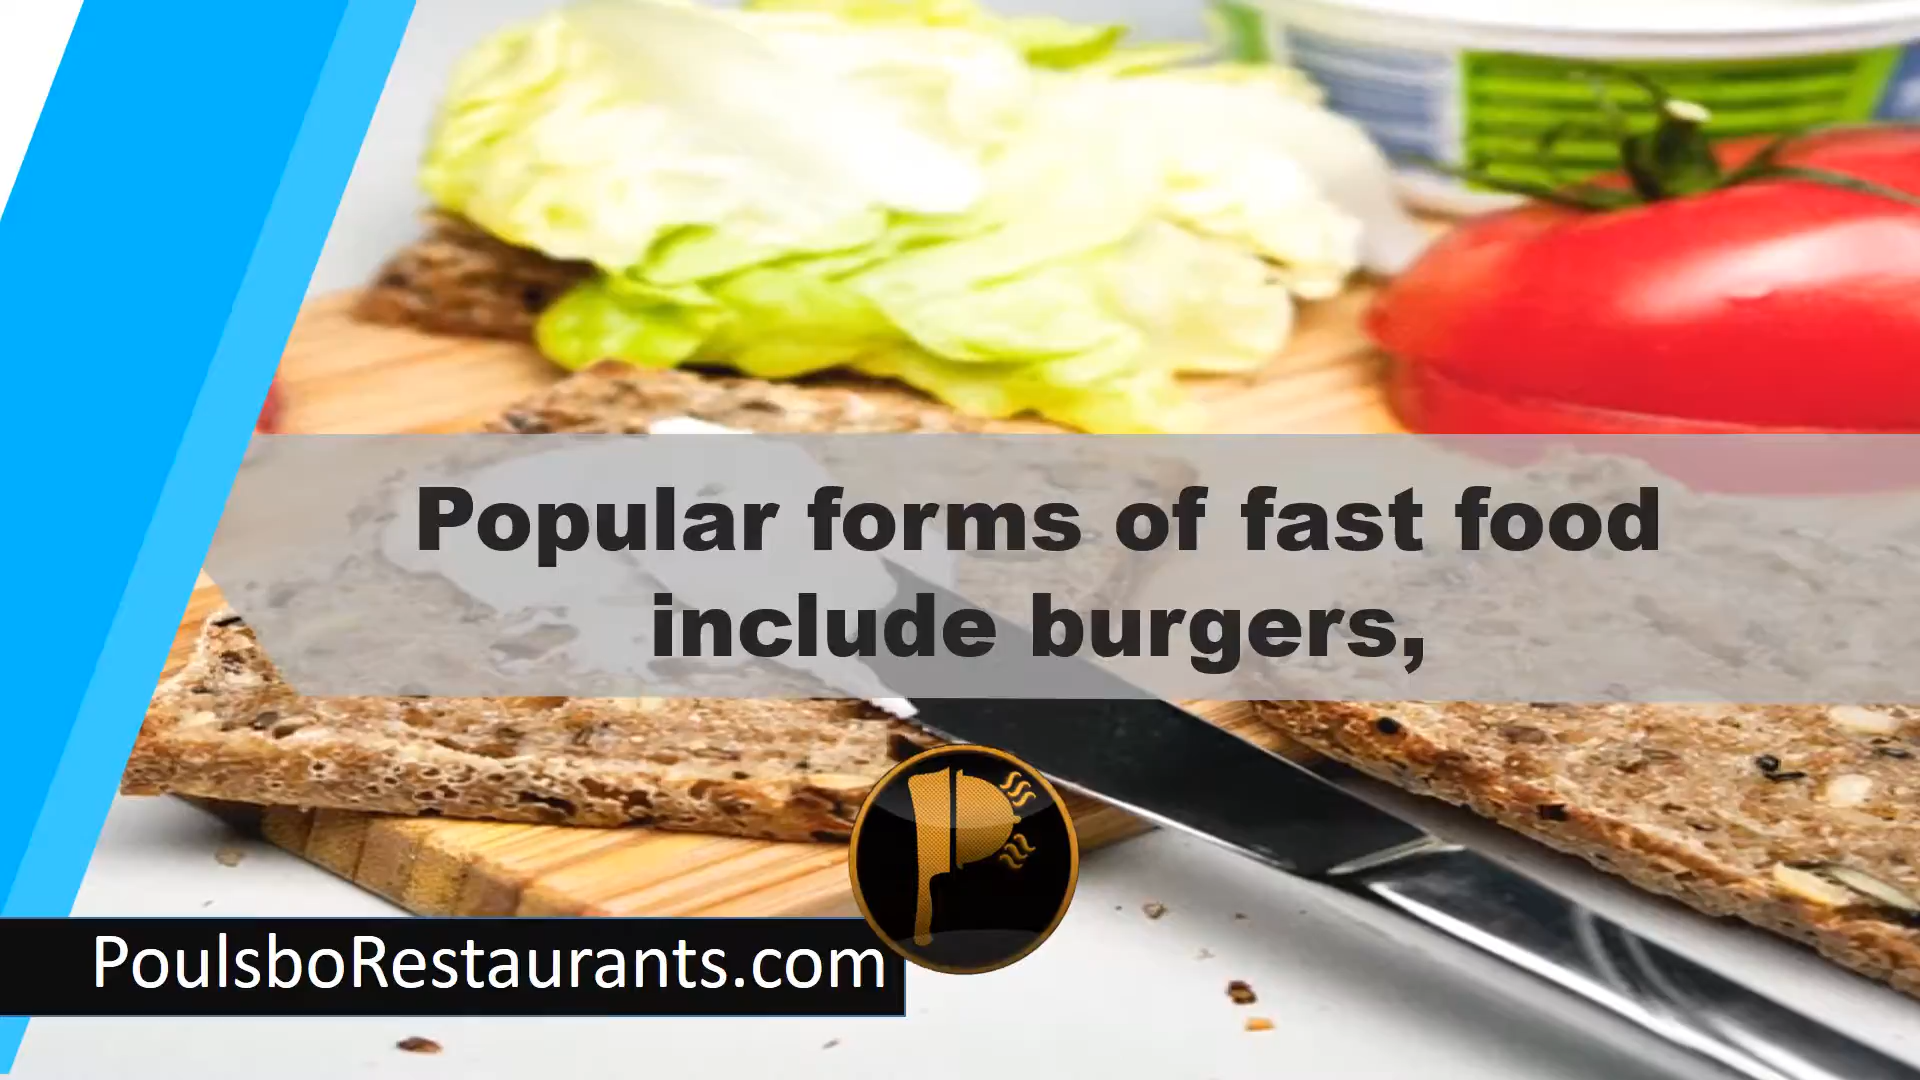 Popular forms of fast food
include burgers,
PoulsboRestaurants.com